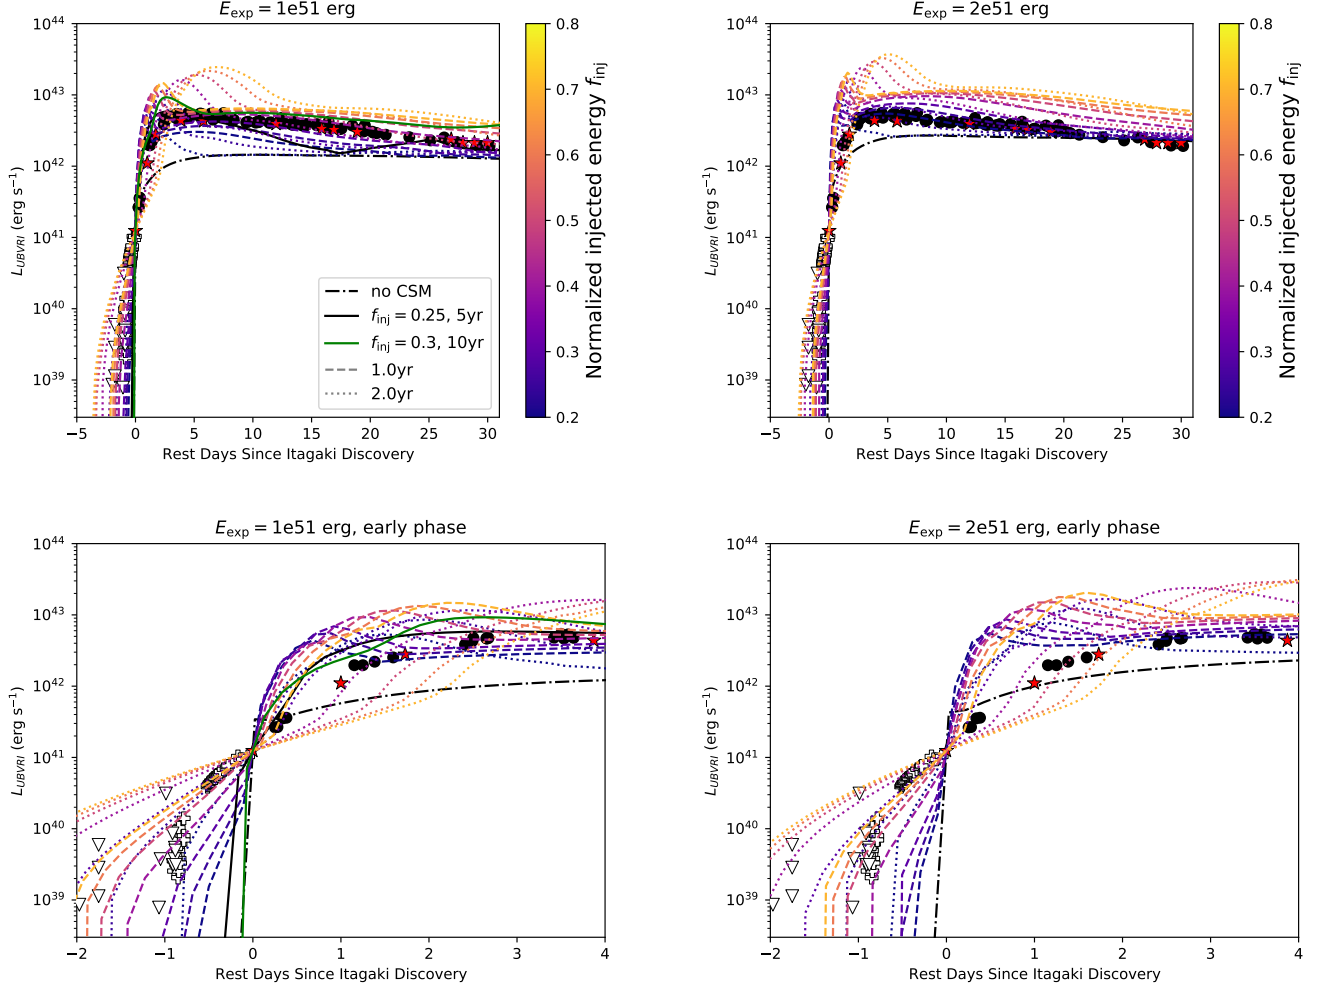 E_exp = 1e51 erg
10^44
10^43
10^42
10^41
10^40
10^39
L_UBVRI (erg s^−1)
−5 0 5 10 15 20 25 30
Rest Days Since Itagaki Discovery
no CSM
f_inj = 0.25, 5yr
f_inj = 0.3, 10yr
1.0yr
2.0yr
0.8
0.7
0.6
0.5
0.4
0.3
0.2
Normalized injected energy f_inj
E_exp = 2e51 erg
10^44
10^43
10^42
10^41
10^40
10^39
L_UBVRI (erg s^−1)
−5 0 5 10 15 20 25 30
Rest Days Since Itagaki Discovery
0.8
0.7
0.6
0.5
0.4
0.3
0.2
Normalized injected energy f_inj
E_exp = 1e51 erg, early phase
10^44
10^43
10^42
10^41
10^40
10^39
L_UBVRI (erg s^−1)
−2 −1 0 1 2 3 4
Rest Days Since Itagaki Discovery
E_exp = 2e51 erg, early phase
10^44
10^43
10^42
10^41
10^40
10^39
L_UBVRI (erg s^−1)
−2 −1 0 1 2 3 4
Rest Days Since Itagaki Discovery